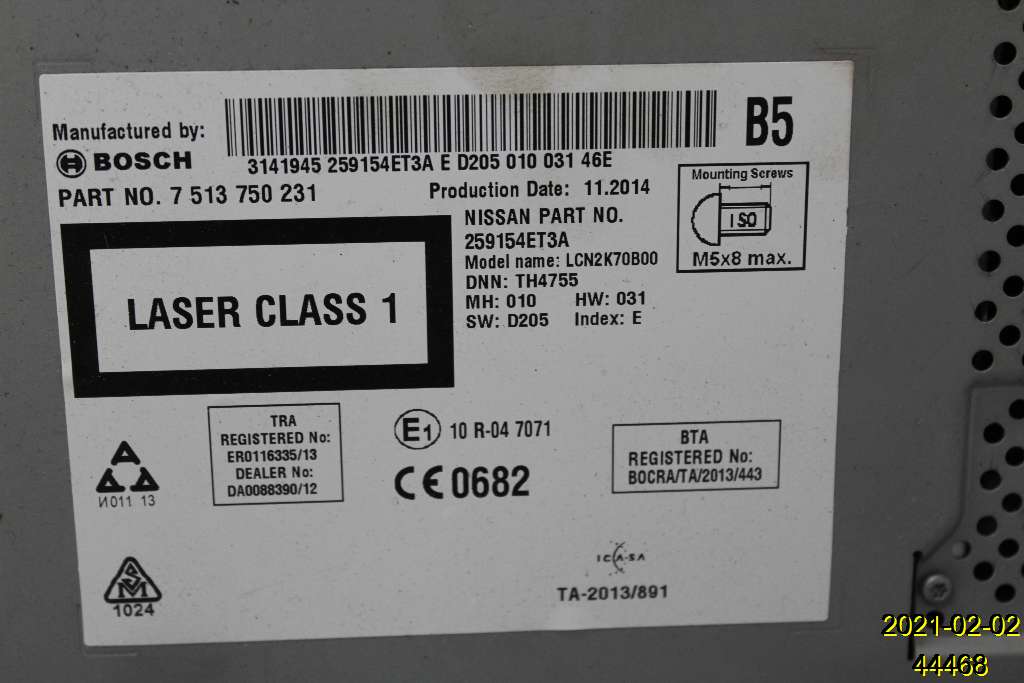 Manufactured by:
BOSCH
3141945 259154ET3A E D205 010 031 46E
B5
PART NO. 7 513 750 231
Production Date: 11.2014
Mounting Screws
ISO
M5x8 max.
NISSAN PART NO.
259154ET3A
Model name: LCN2K70B00
DNN: TH4755
MH: 010 HW: 031
SW: D205 Index: E
LASER CLASS 1
TRA
REGISTERED No:
ER0116335/13
DEALER No:
DA0088390/12
E1 10 R-04 7071
CE 0682
BTA
REGISTERED No:
BOCRA/TA/2013/443
И011 13
SM
1024
ICASA
TA-2013/891
2021-02-02
44468